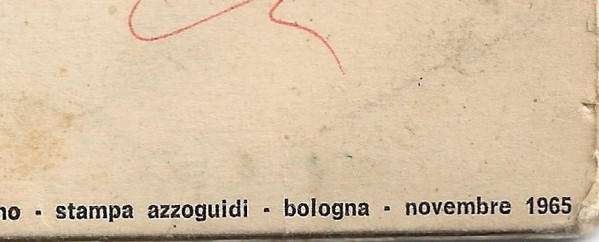 no - stampa azzoguidi - bologna - novembre 1965